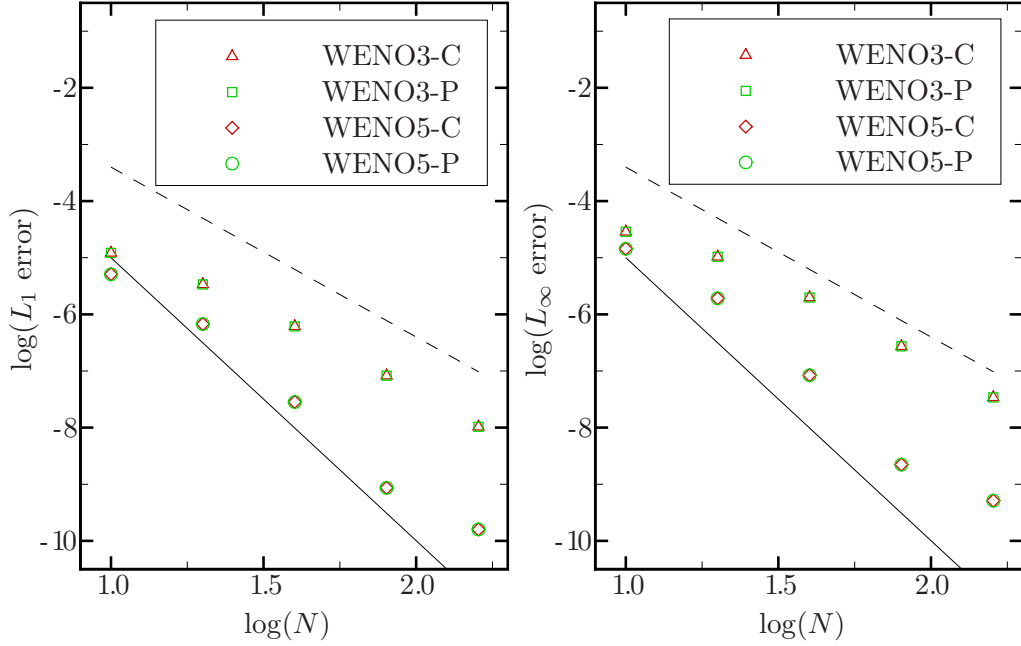 WENO3-C
WENO3-P
WENO5-C
WENO5-P
-2
-4
-6
-8
-10
log(L₁ error)
1.0 1.5 2.0
log(N)
WENO3-C
WENO3-P
WENO5-C
WENO5-P
-2
-4
-6
-8
-10
log(L∞ error)
1.0 1.5 2.0
log(N)